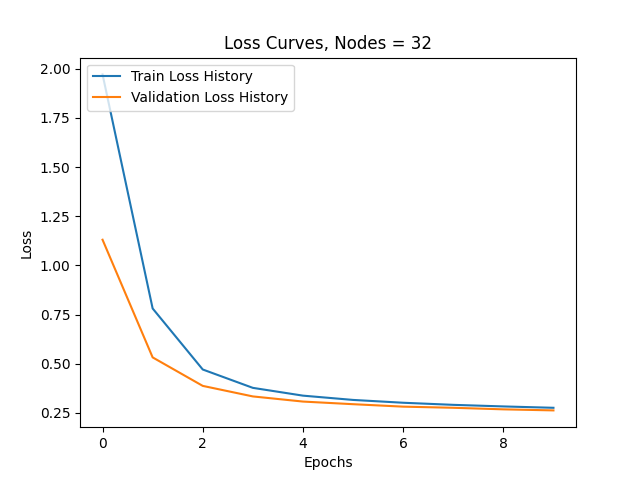 Loss Curves, Nodes = 32
Train Loss History
Validation Loss History
2.00
1.75
1.50
1.25
1.00
0.75
0.50
0.25
Loss
0 2 4 6 8
Epochs